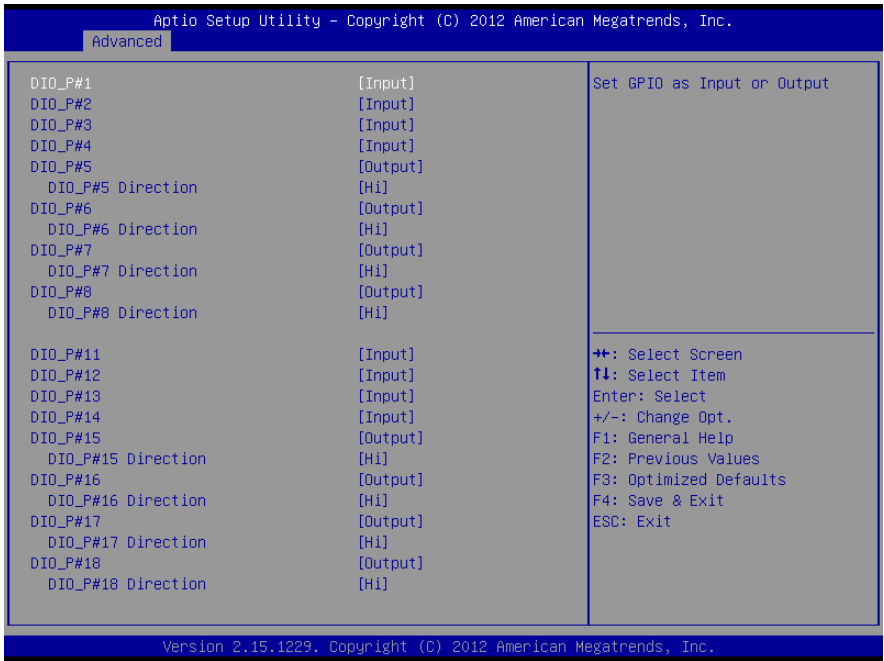 Aptio Setup Utility – Copyright (C) 2012 American Megatrends, Inc.
Advanced
DIO_P#1 [Input]
DIO_P#2 [Input]
DIO_P#3 [Input]
DIO_P#4 [Input]
DIO_P#5 [Output]
DIO_P#5 Direction [Hi]
DIO_P#6 [Output]
DIO_P#6 Direction [Hi]
DIO_P#7 [Output]
DIO_P#7 Direction [Hi]
DIO_P#8 [Output]
DIO_P#8 Direction [Hi]
DIO_P#11 [Input]
DIO_P#12 [Input]
DIO_P#13 [Input]
DIO_P#14 [Input]
DIO_P#15 [Output]
DIO_P#15 Direction [Hi]
DIO_P#16 [Output]
DIO_P#16 Direction [Hi]
DIO_P#17 [Output]
DIO_P#17 Direction [Hi]
DIO_P#18 [Output]
DIO_P#18 Direction [Hi]
Set GPIO as Input or Output
→←: Select Screen
↑↓: Select Item
Enter: Select
+/-: Change Opt.
F1: General Help
F2: Previous Values
F3: Optimized Defaults
F4: Save & Exit
ESC: Exit
Version 2.15.1229. Copyright (C) 2012 American Megatrends, Inc.